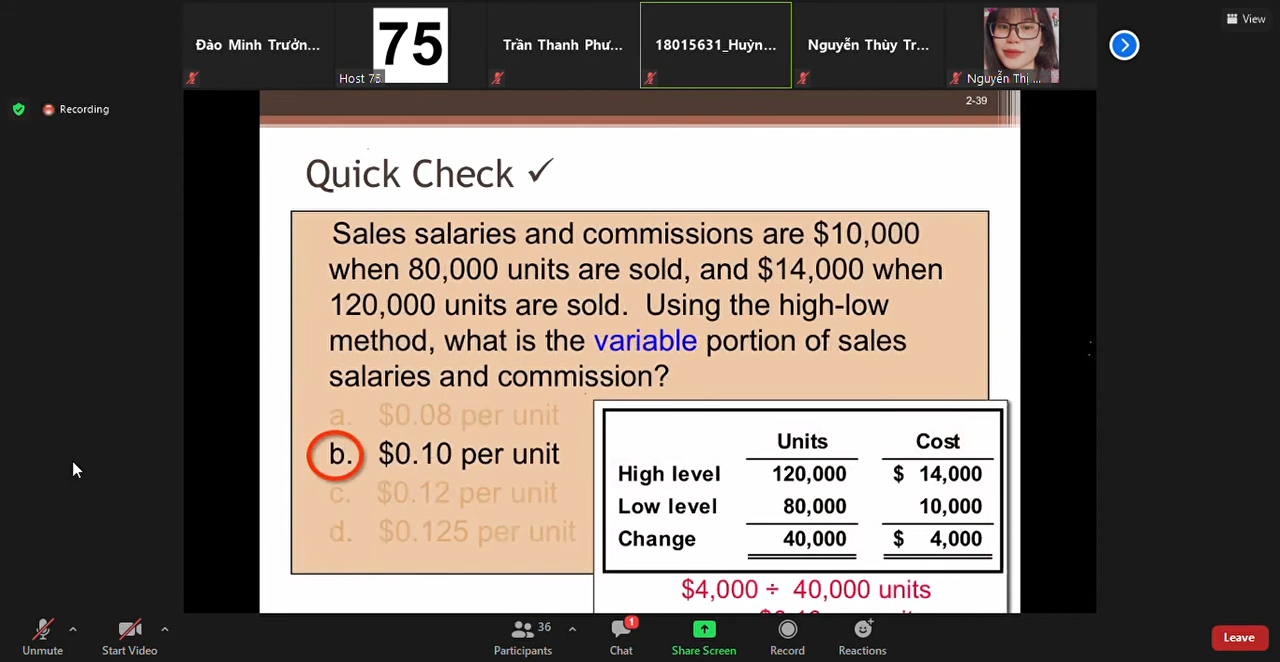 View
Đào Minh Trưởn...
75
Host 75
Trần Thanh Phư...
18015631_Huỳn...
Nguyễn Thùy Tr...
Nguyễn Thị ...
Recording
2-39
Quick Check ✓
Sales salaries and commissions are $10,000
when 80,000 units are sold, and $14,000 when
120,000 units are sold. Using the high-low
method, what is the variable portion of sales
salaries and commission?
a. $0.08 per unit
b. $0.10 per unit
c. $0.12 per unit
d. $0.125 per unit
Units Cost
High level 120,000 $ 14,000
Low level 80,000 10,000
Change 40,000 $ 4,000
$4,000 ÷ 40,000 units
Unmute
Start Video
36
Participants
1
Chat
Share Screen
Record
Reactions
Leave